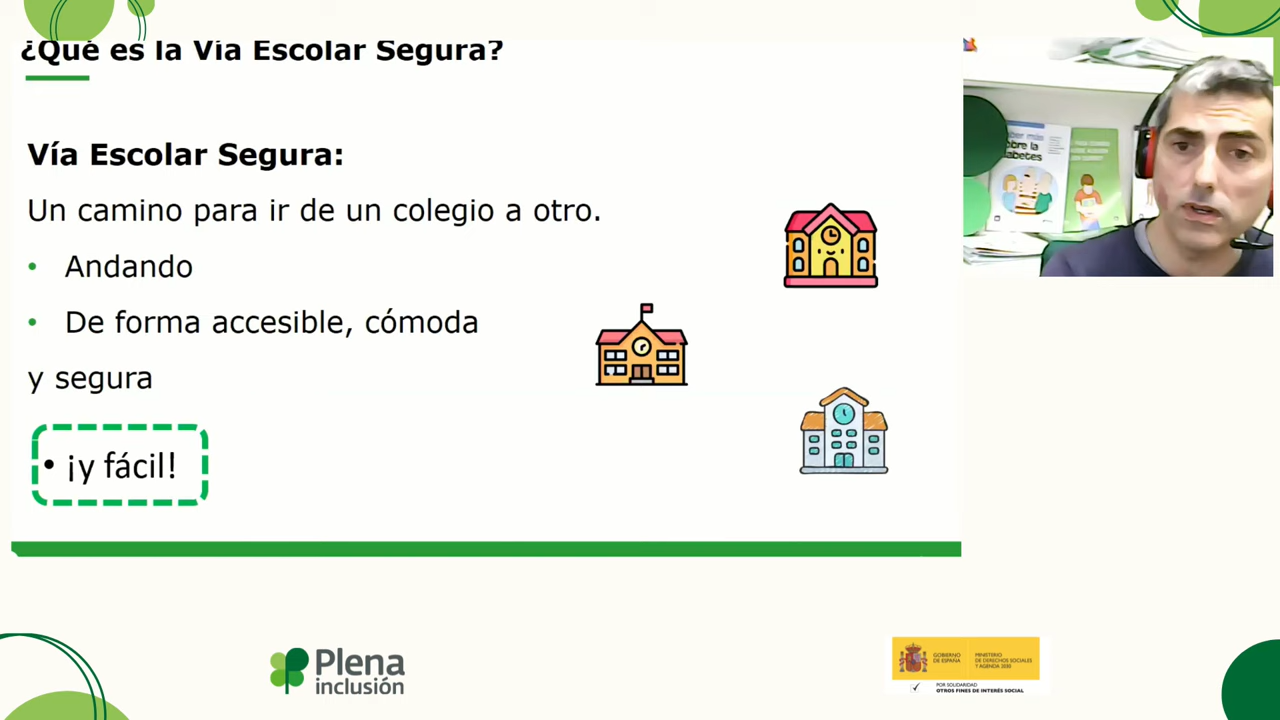 ¿Qué es la Vía Escolar Segura?
Vía Escolar Segura:
Un camino para ir de un colegio a otro.
• Andando
• De forma accesible, cómoda
y segura
• ¡y fácil!
más
la
Plena
inclusión
GOBIERNO
DE ESPAÑA
MINISTERIO
DE DERECHOS SOCIALES
Y AGENDA 2030
POR SOLIDARIDAD
OTROS FINES DE INTERÉS SOCIAL